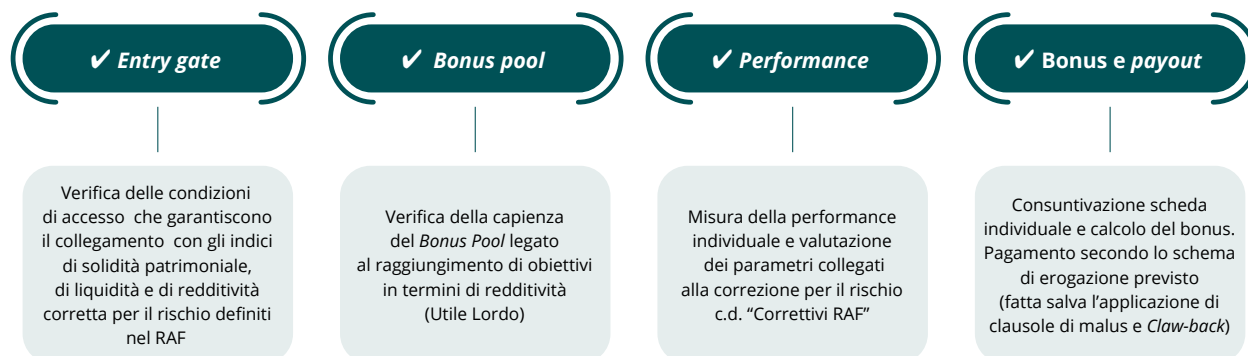 ✔ Entry gate
Verifica delle condizioni
di accesso che garantiscono
il collegamento con gli indici
di solidità patrimoniale,
di liquidità e di redditività
corretta per il rischio definiti
nel RAF
✔ Bonus pool
Verifica della capienza
del Bonus Pool legato
al raggiungimento di obiettivi
in termini di redditività
(Utile Lordo)
✔ Performance
Misura della performance
individuale e valutazione
dei parametri collegati
alla correzione per il rischio
c.d. “Correttivi RAF”
✔ Bonus e payout
Consuntivazione scheda
individuale e calcolo del bonus.
Pagamento secondo lo schema
di erogazione previsto
(fatta salva l’applicazione di
clausole di malus e Claw-back)